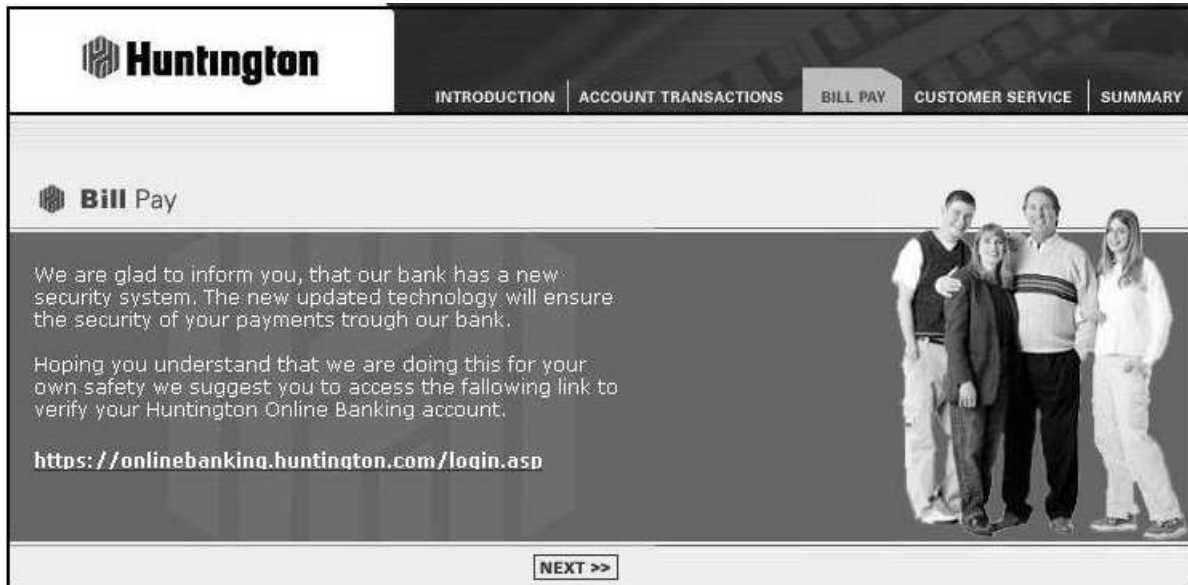 Huntington
INTRODUCTION ACCOUNT TRANSACTIONS BILL PAY CUSTOMER SERVICE SUMMARY
Bill Pay
We are glad to inform you, that our bank has a new
security system. The new updated technology will ensure
the security of your payments trough our bank.
Hoping you understand that we are doing this for your
own safety we suggest you to access the fallowing link to
verify your Huntington Online Banking account.
https://onlinebanking.huntington.com/login.asp
NEXT >>